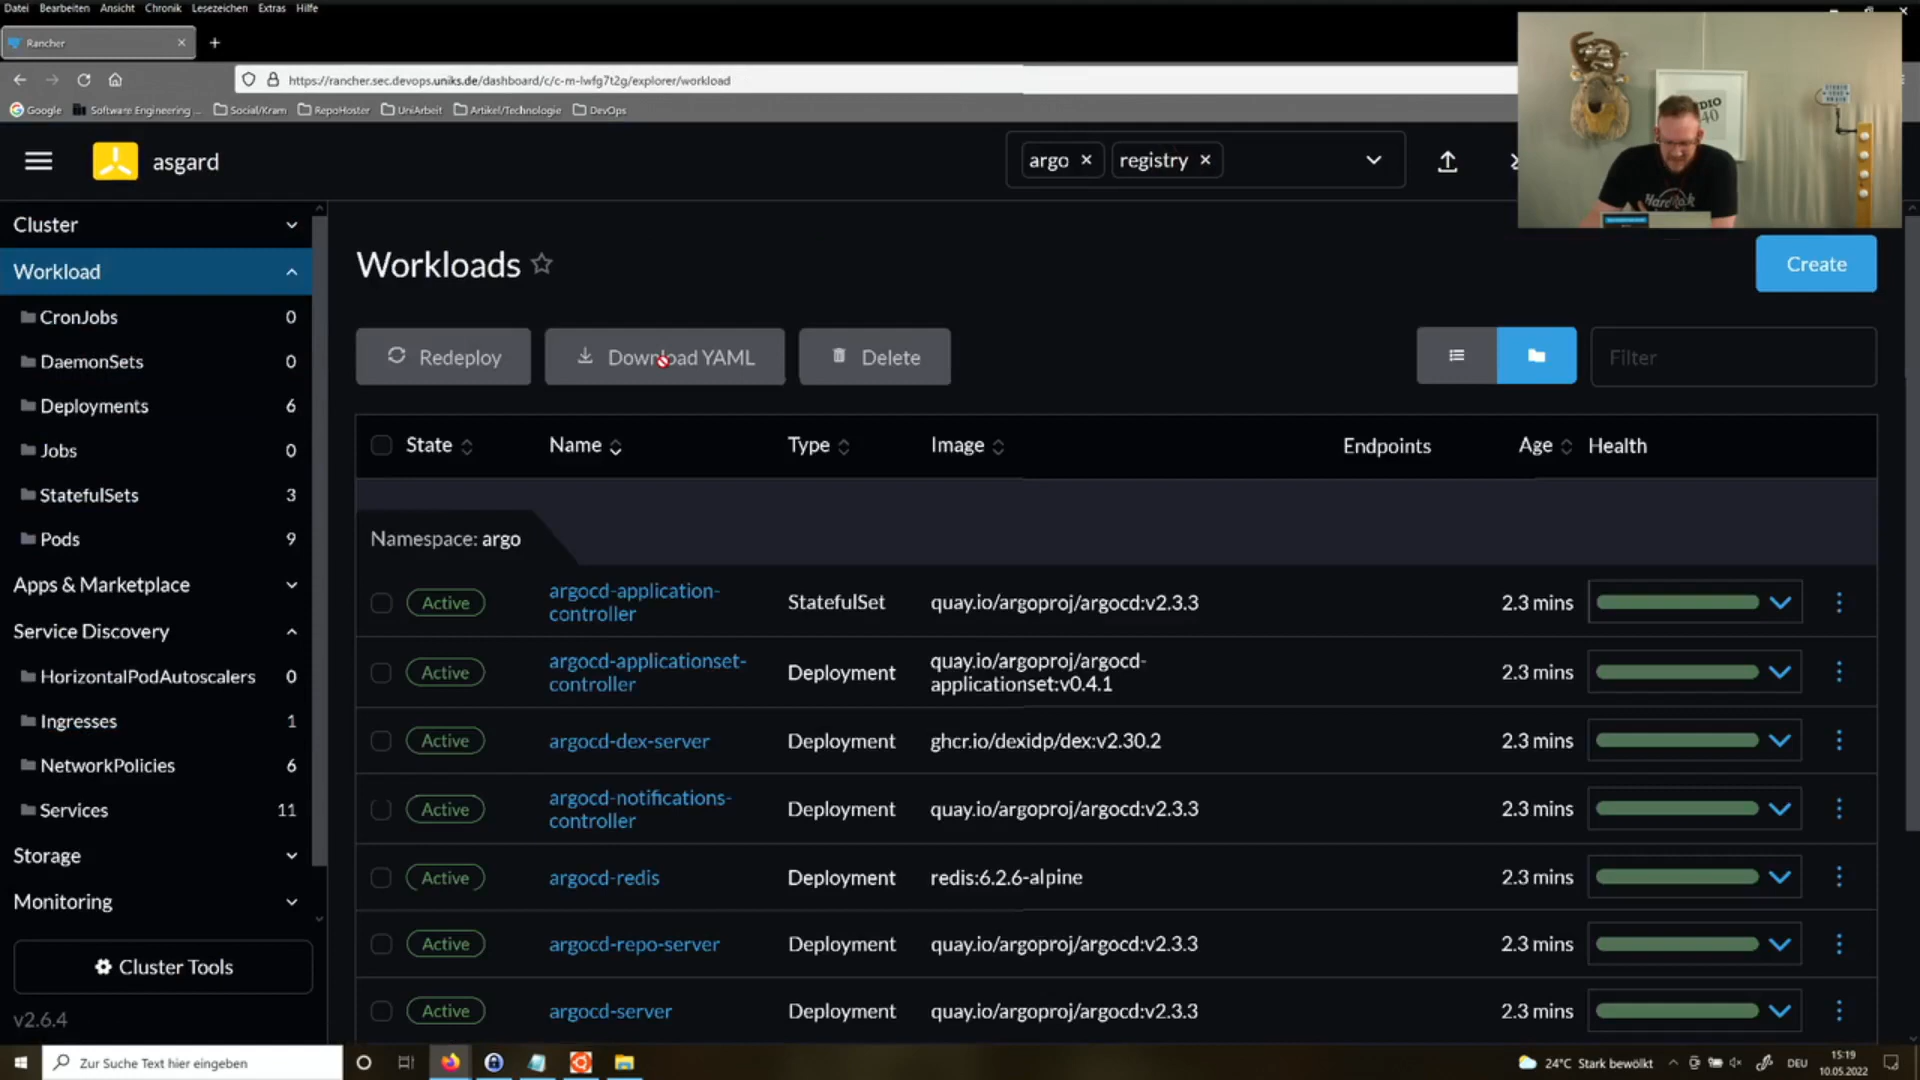 Datei Bearbeiten Ansicht Chronik Lesezeichen Extras Hilfe
Rancher
https://rancher.sec.devops.uniks.de/dashboard/c/c-m-lwfg7t2g/explorer/workload
Google Software Engineering ... Social/Kram RepoHoster UniArbeit Artikel/Technologie DevOps
asgard
argo registry
Cluster
Workload
CronJobs 0
DaemonSets 0
Deployments 6
Jobs 0
StatefulSets 3
Pods 9
Apps & Marketplace
Service Discovery
HorizontalPodAutoscalers 0
Ingresses 1
NetworkPolicies 6
Services 11
Storage
Monitoring
Cluster Tools
v2.6.4
Workloads
Create
Redeploy Download YAML Delete
Filter
State Name Type Image Endpoints Age Health
Namespace: argo
Active argocd-application-controller StatefulSet quay.io/argoproj/argocd:v2.3.3 2.3 mins
Active argocd-applicationset-controller Deployment quay.io/argoproj/argocd-applicationset:v0.4.1 2.3 mins
Active argocd-dex-server Deployment ghcr.io/dexidp/dex:v2.30.2 2.3 mins
Active argocd-notifications-controller Deployment quay.io/argoproj/argocd:v2.3.3 2.3 mins
Active argocd-redis Deployment redis:6.2.6-alpine 2.3 mins
Active argocd-repo-server Deployment quay.io/argoproj/argocd:v2.3.3 2.3 mins
Active argocd-server Deployment quay.io/argoproj/argocd:v2.3.3 2.3 mins
Zur Suche Text hier eingeben
24°C Stark bewölkt
DEU
15:19
10.05.2022